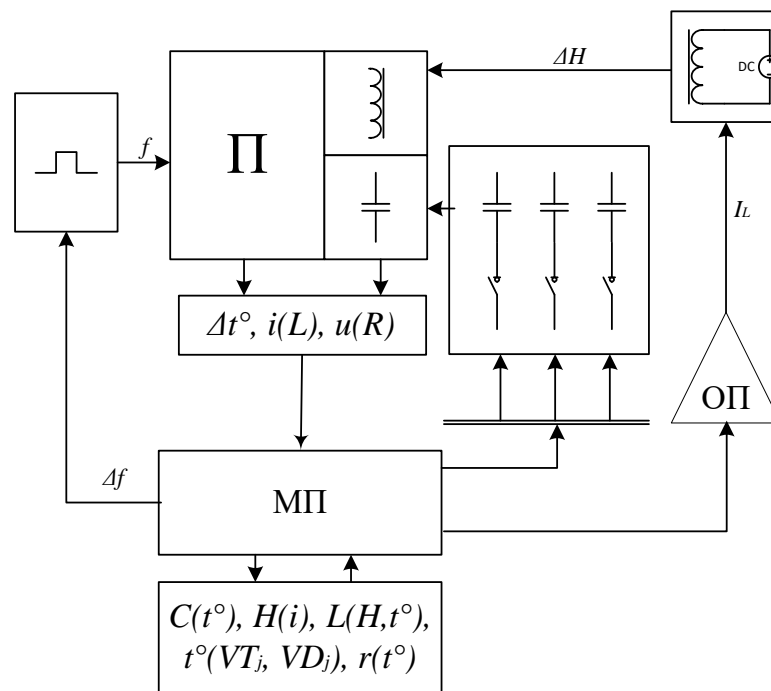 ΔH
DC
f
П
I_L
Δt°, i(L), u(R)
ОП
Δf
МП
C(t°), H(i), L(H,t°),
t°(VT_j, VD_j), r(t°)